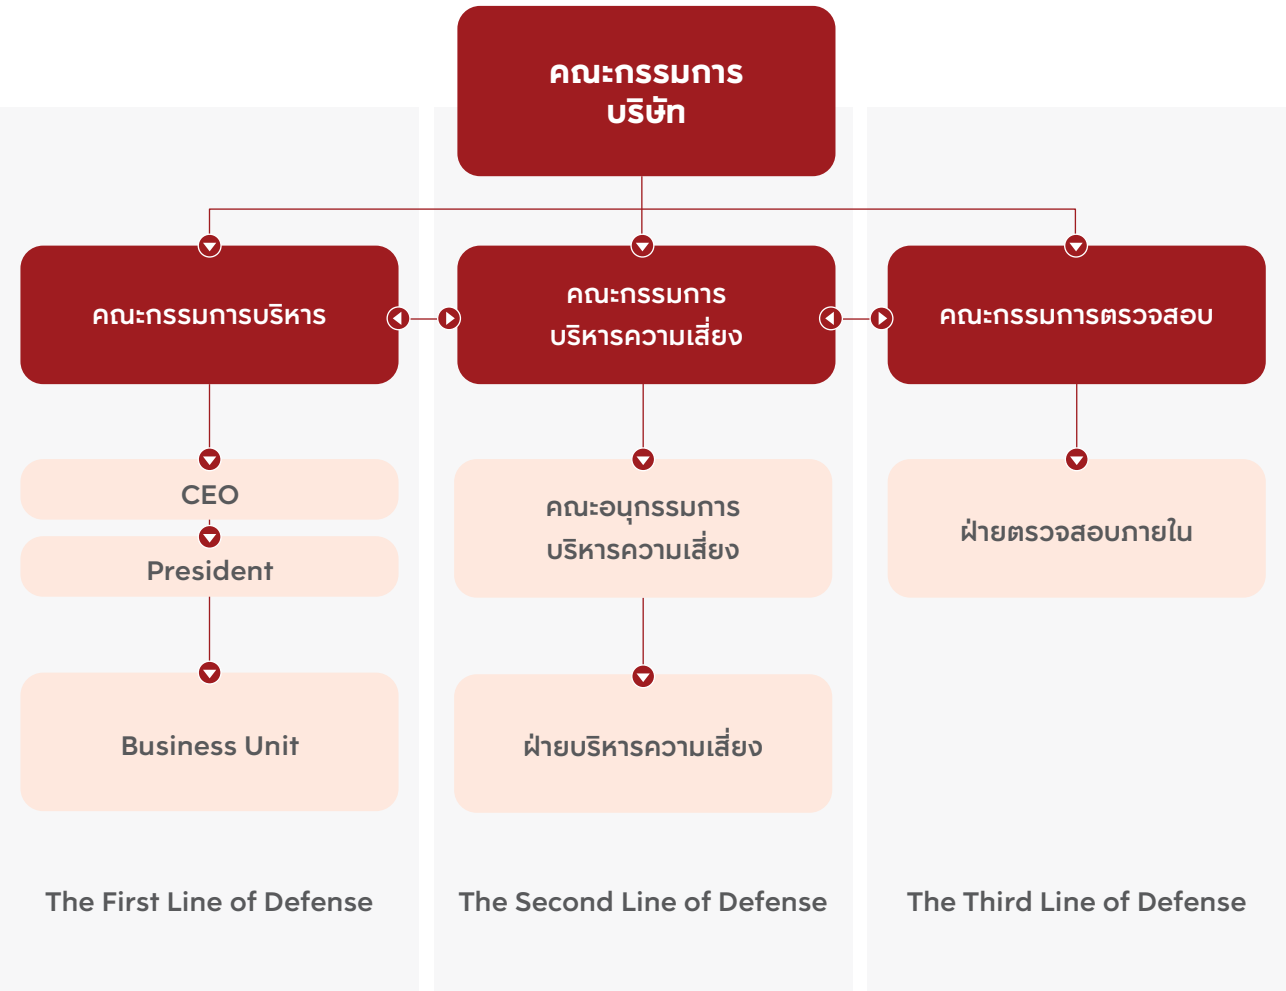 คณะกรรมการ
บริษัท
คณะกรรมการบริหาร
คณะกรรมการ
บริหารความเสี่ยง
คณะกรรมการตรวจสอบ
CEO
President
คณะอนุกรรมการ
บริหารความเสี่ยง
ฝ่ายตรวจสอบภายใน
Business Unit
ฝ่ายบริหารความเสี่ยง
The First Line of Defense
The Second Line of Defense
The Third Line of Defense